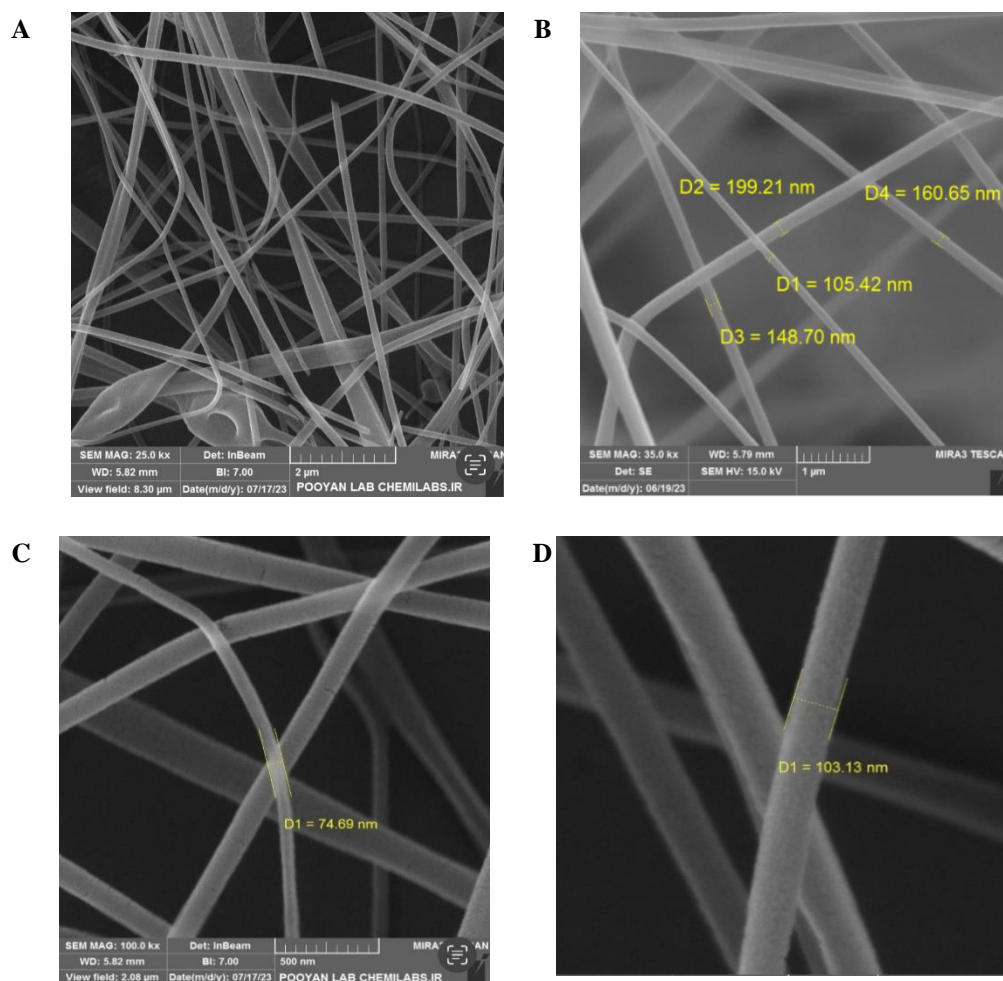 A
SEM MAG: 25.0 kx Det: InBeam
WD: 5.82 mm BI: 7.00 2 µm
View field: 8.30 µm Date(m/d/y): 07/17/23 POOYAN LAB CHEMILABS.IR
B
D2 = 199.21 nm D4 = 160.65 nm
D1 = 105.42 nm
D3 = 148.70 nm
SEM MAG: 35.0 kx WD: 5.79 mm MIRA3 TESCA
Det: SE SEM HV: 15.0 kV 1 µm
Date(m/d/y): 06/19/23
C
D1 = 74.69 nm
SEM MAG: 100.0 kx Det: InBeam
WD: 5.82 mm BI: 7.00 500 nm
View field: 2.08 µm Date(m/d/y): 07/17/23 POOYAN LAB CHEMILABS.IR
D
D1 = 103.13 nm